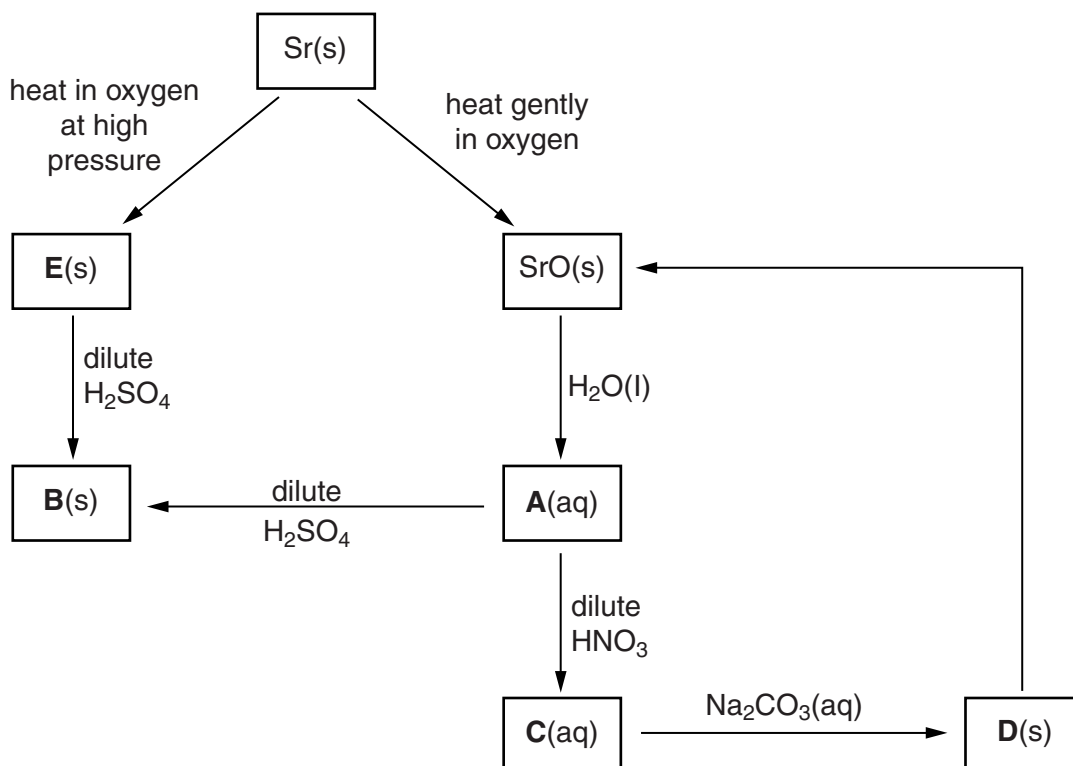 Sr(s)
heat in oxygen
at high
pressure
heat gently
in oxygen
E(s)
SrO(s)
dilute
H₂SO₄
H₂O(l)
B(s)
dilute
H₂SO₄
A(aq)
dilute
HNO₃
C(aq)
Na₂CO₃(aq)
D(s)